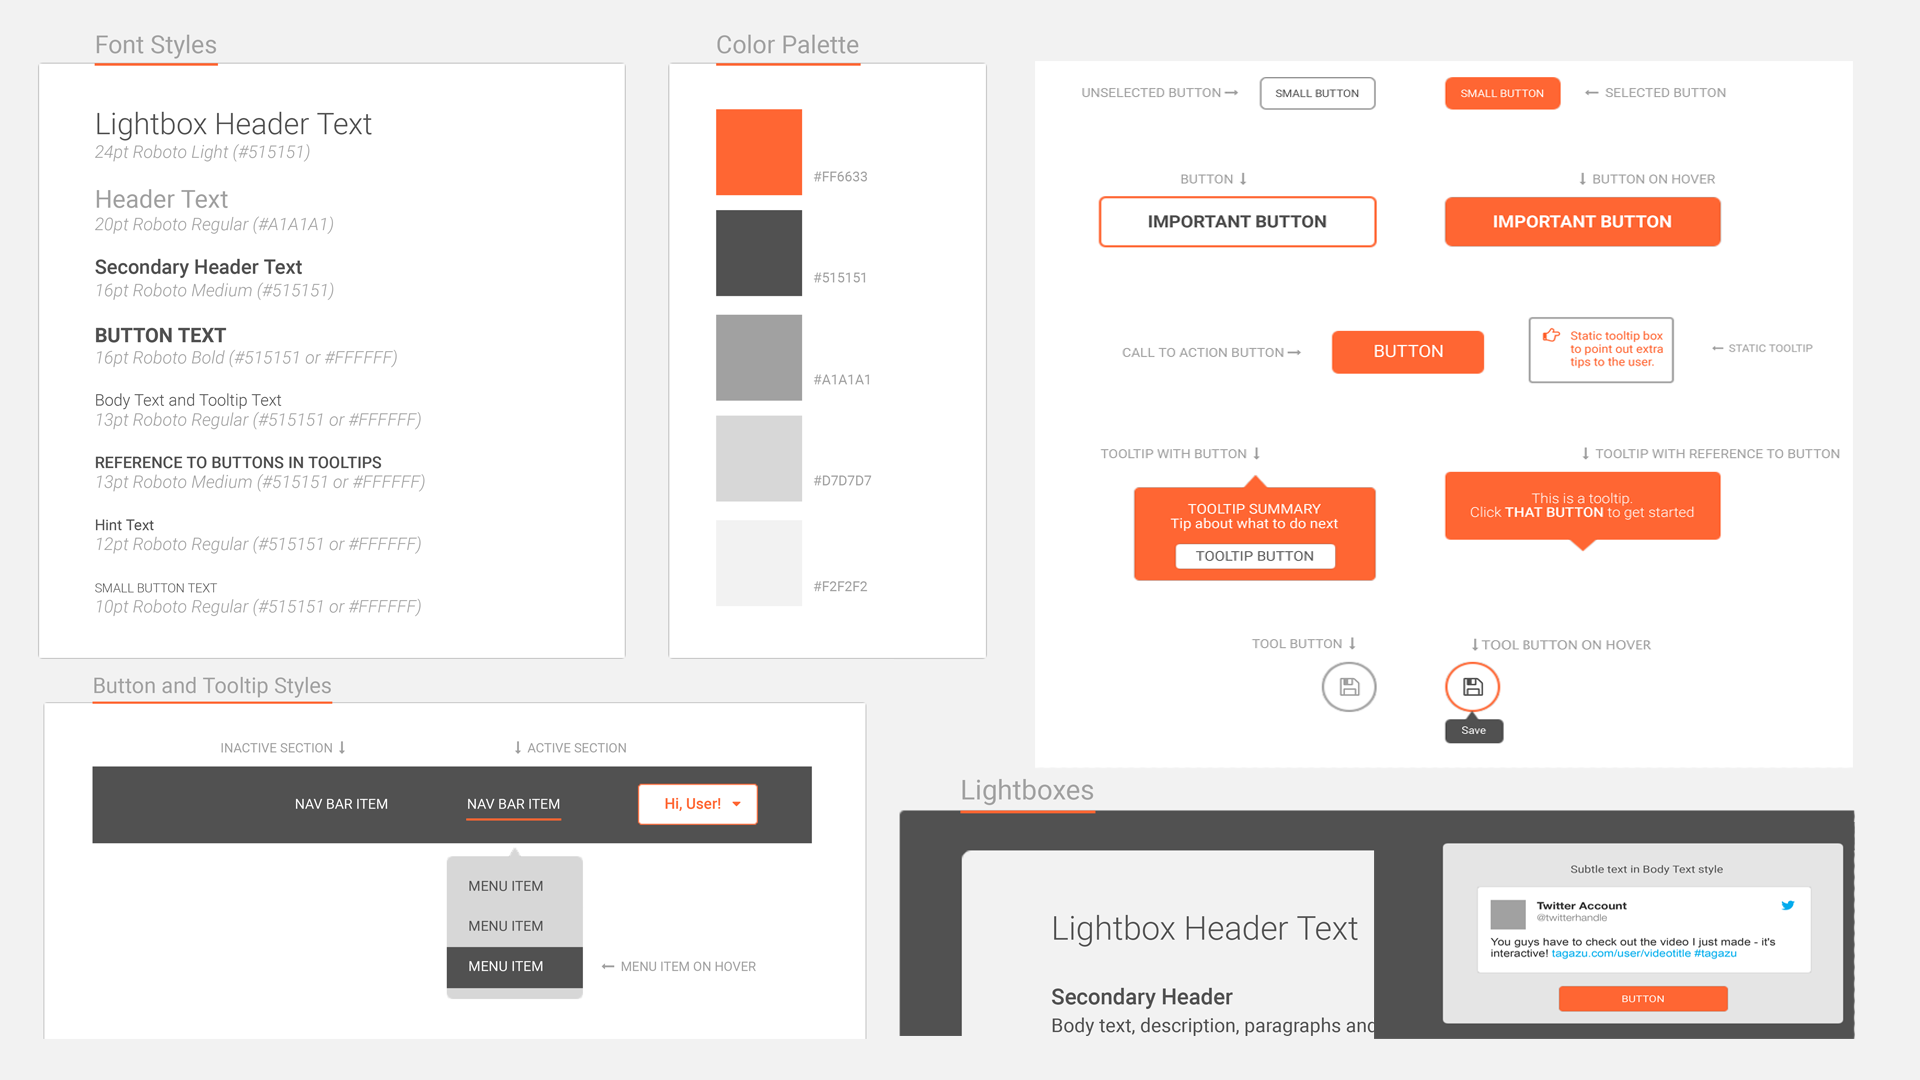 Font Styles
Lightbox Header Text
24pt Roboto Light (#515151)
Header Text
20pt Roboto Regular (#A1A1A1)
Secondary Header Text
16pt Roboto Medium (#515151)
BUTTON TEXT
16pt Roboto Bold (#515151 or #FFFFFF)
Body Text and Tooltip Text
13pt Roboto Regular (#515151 or #FFFFFF)
REFERENCE TO BUTTONS IN TOOLTIPS
13pt Roboto Medium (#515151 or #FFFFFF)
Hint Text
12pt Roboto Regular (#515151 or #FFFFFF)
SMALL BUTTON TEXT
10pt Roboto Regular (#515151 or #FFFFFF)
Color Palette
#FF6633
#515151
#A1A1A1
#D7D7D7
#F2F2F2
UNSELECTED BUTTON
SMALL BUTTON
SMALL BUTTON
SELECTED BUTTON
BUTTON
BUTTON ON HOVER
IMPORTANT BUTTON
IMPORTANT BUTTON
CALL TO ACTION BUTTON
BUTTON
Static tooltip box
to point out extra
tips to the user.
STATIC TOOLTIP
TOOLTIP WITH BUTTON
TOOLTIP WITH REFERENCE TO BUTTON
TOOLTIP SUMMARY
Tip about what to do next
TOOLTIP BUTTON
This is a tooltip.
Click THAT BUTTON to get started
TOOL BUTTON
TOOL BUTTON ON HOVER
Save
Button and Tooltip Styles
INACTIVE SECTION
ACTIVE SECTION
NAV BAR ITEM
NAV BAR ITEM
Hi, User!
MENU ITEM
MENU ITEM
MENU ITEM
MENU ITEM ON HOVER
Lightboxes
Lightbox Header Text
Secondary Header
Body text, description, paragraphs and
Subtle text in Body Text style
Twitter Account
@twitterhandle
You guys have to check out the video I just made - it's
interactive! tagazu.com/user/videotitle #tagazu
BUTTON